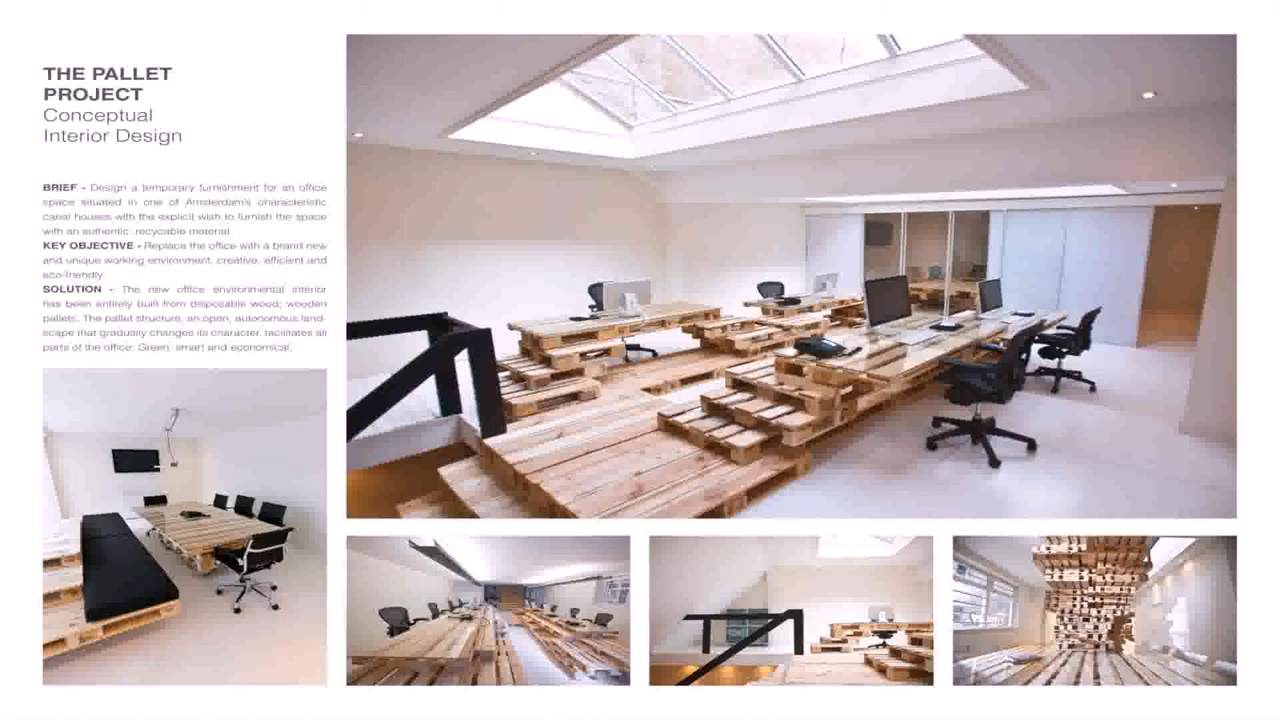 THE PALLET
PROJECT
Conceptual
Interior Design
BRIEF - Design a temporary furnishment for an office
space situated in one of Amsterdam's characteristic
canal houses with the explicit wish to furnish the space
with an authentic, recyclable material.
KEY OBJECTIVE - Replace the office with a brand new
and unique working environment, creative, efficient and
eco-friendly.
SOLUTION - The new office environmental interior
has been entirely built from disposable wood; wooden
pallets. The pallet structure, an open, autonomous land-
scape that gradually changes its character, facilitates all
parts of the office: Green, smart and economical.